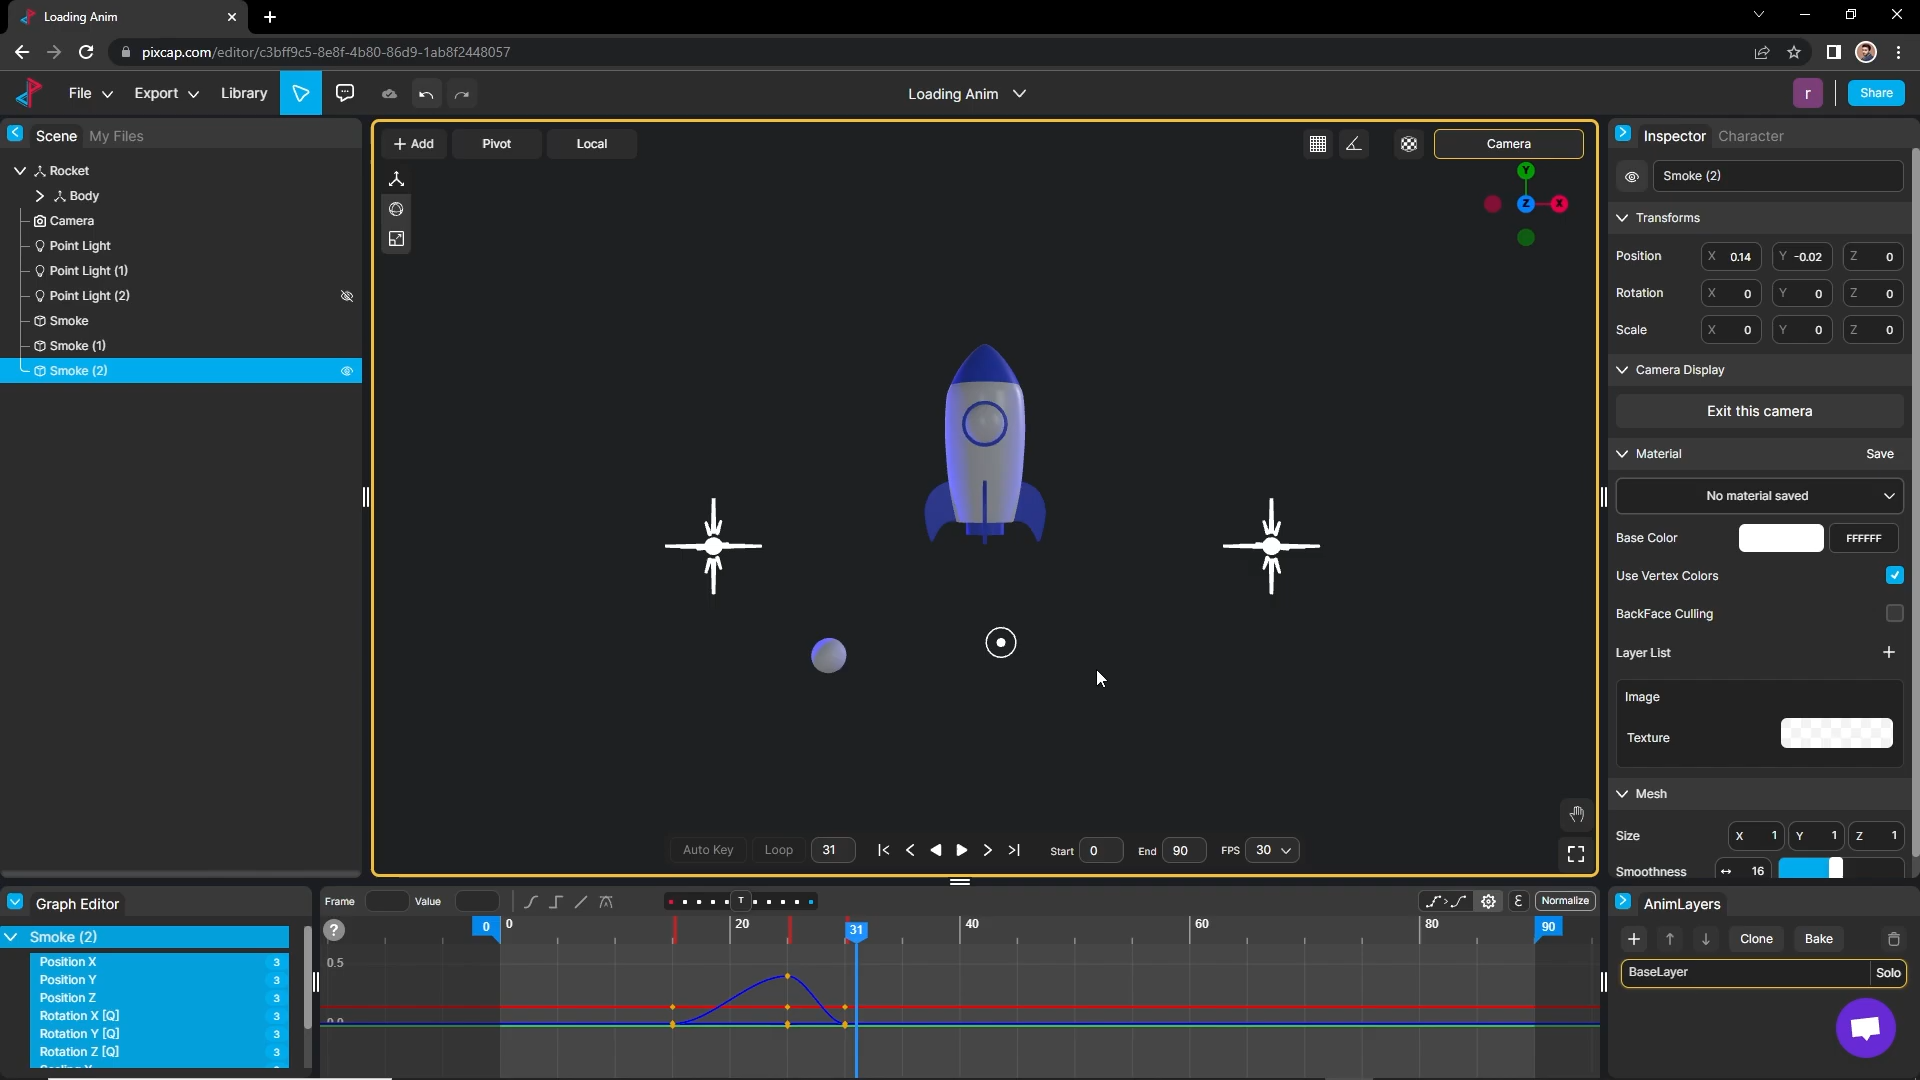 Loading Anim
pixcap.com/editor/c3bff9c5-8e8f-4b80-86d9-1ab8f2448057
File
Export
Library
Loading Anim
r
Share
Scene
My Files
Rocket
Body
Camera
Point Light
Point Light (1)
Point Light (2)
Smoke
Smoke (1)
Smoke (2)
+ Add
Pivot
Local
Camera
Y
Z
X
Auto Key
Loop
31
Start 0
End 90
FPS 30
Inspector
Character
Smoke (2)
Transforms
Position X 0.14 Y -0.02 Z 0
Rotation X 0 Y 0 Z 0
Scale X 0 Y 0 Z 0
Camera Display
Exit this camera
Material
Save
No material saved
Base Color
FFFFFF
Use Vertex Colors
BackFace Culling
Layer List
Image
Texture
Mesh
Size X 1 Y 1 Z 1
Smoothness 16
Graph Editor
Smoke (2)
Position X 3
Position Y 3
Position Z 3
Rotation X [Q] 3
Rotation Y [Q] 3
Rotation Z [Q] 3
Frame
Value
T
Normalize
?
0 0 20 31 40 60 80 90
0.5
AnimLayers
Clone
Bake
BaseLayer
Solo